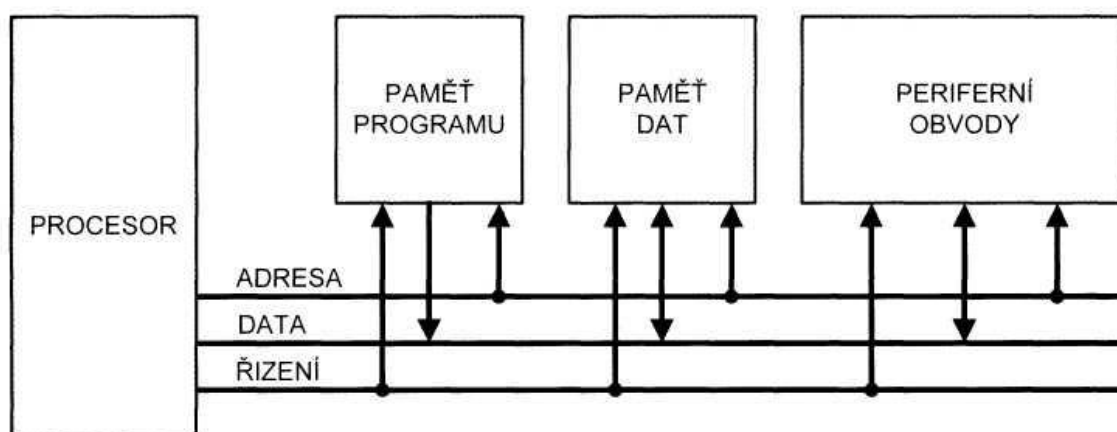 PAMĚŤ
PROGRAMU
PAMĚŤ
DAT
PERIFERNÍ
OBVODY
PROCESOR
ADRESA
DATA
ŘIZENÍ